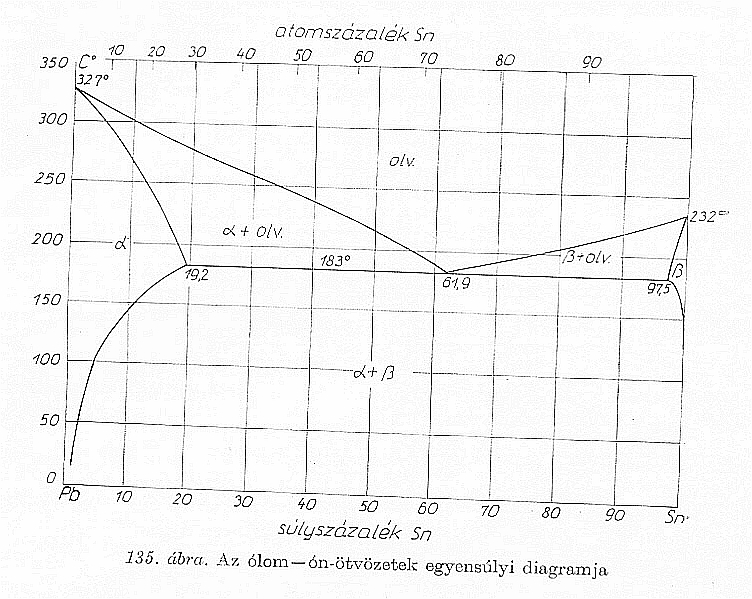 atomszázalék Sn
10 20 30 40 50 60 70 80 90
350 C°
327°
300
olv.
250
232°
α α + olv. β+olv.
200
183° β
19,2 61,9 97,5
150
100 α+β
50
0
Pb 10 20 30 40 50 60 70 80 90 Sn
súlyszázalék Sn
135. ábra. Az ólom—ón-ötvözetek egyensúlyi diagramja